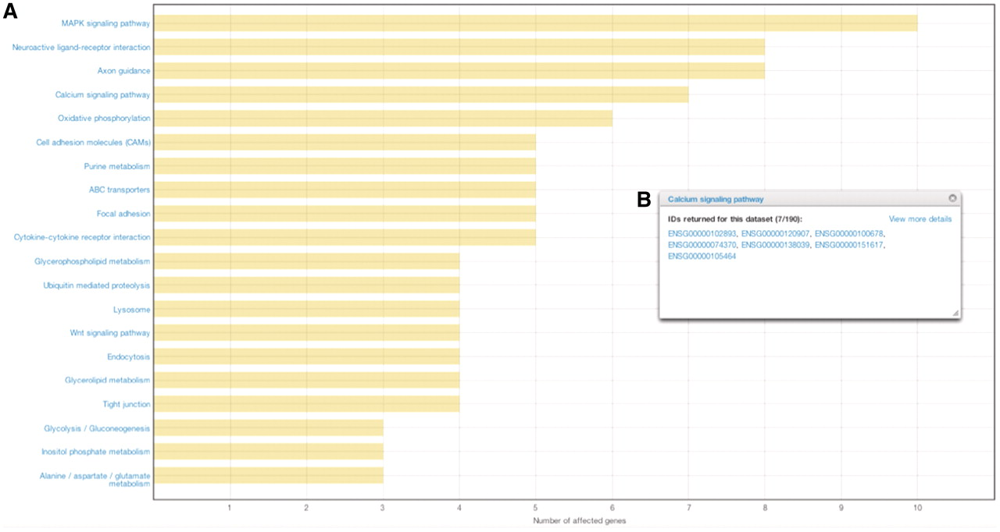 A
MAPK signaling pathway
Neuroactive ligand-receptor interaction
Axon guidance
Calcium signaling pathway
Oxidative phosphorylation
Cell adhesion molecules (CAMs)
Purine metabolism
ABC transporters
Focal adhesion
Cytokine-cytokine receptor interaction
Glycerophospholipid metabolism
Ubiquitin mediated proteolysis
Lysosome
Wnt signaling pathway
Endocytosis
Glycerolipid metabolism
Tight junction
Glycolysis / Gluconeogenesis
Inositol phosphate metabolism
Alanine / aspartate / glutamate
metabolism
1 2 3 4 5 6 7 8 9 10
Number of affected genes
B
Calcium signaling pathway
IDs returned for this dataset (7/190): View more details
ENSG00000102893, ENSG00000120907, ENSG00000100678,
ENSG00000074370, ENSG00000138039, ENSG00000151617,
ENSG00000105464